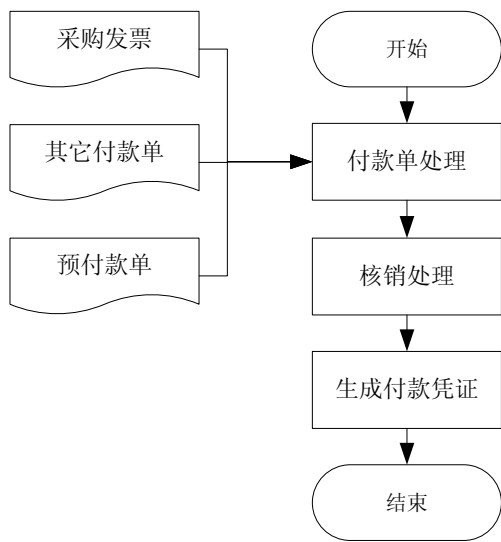 采购发票
开始
其它付款单
付款单处理
预付款单
核销处理
生成付款凭证
结束